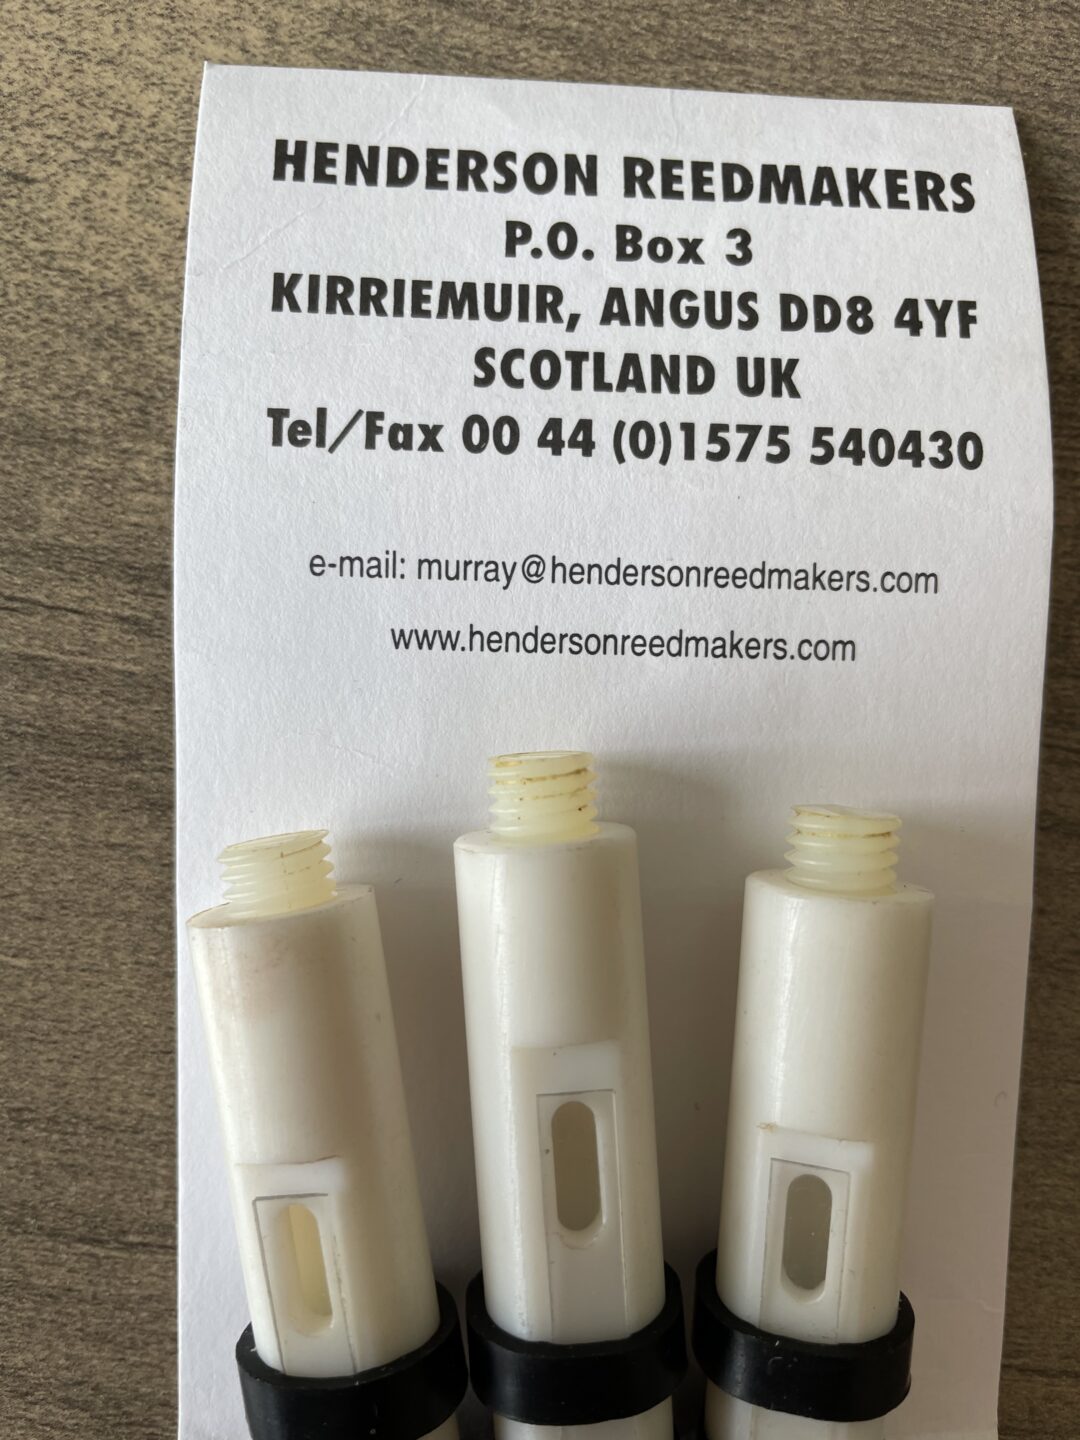 HENDERSON REEDMAKERS
P.O. Box 3
KIRRIEMUIR, ANGUS DD8 4YF
SCOTLAND UK
Tel/Fax 00 44 (0)1575 540430
e-mail: murray@hendersonreedmakers.com
www.hendersonreedmakers.com